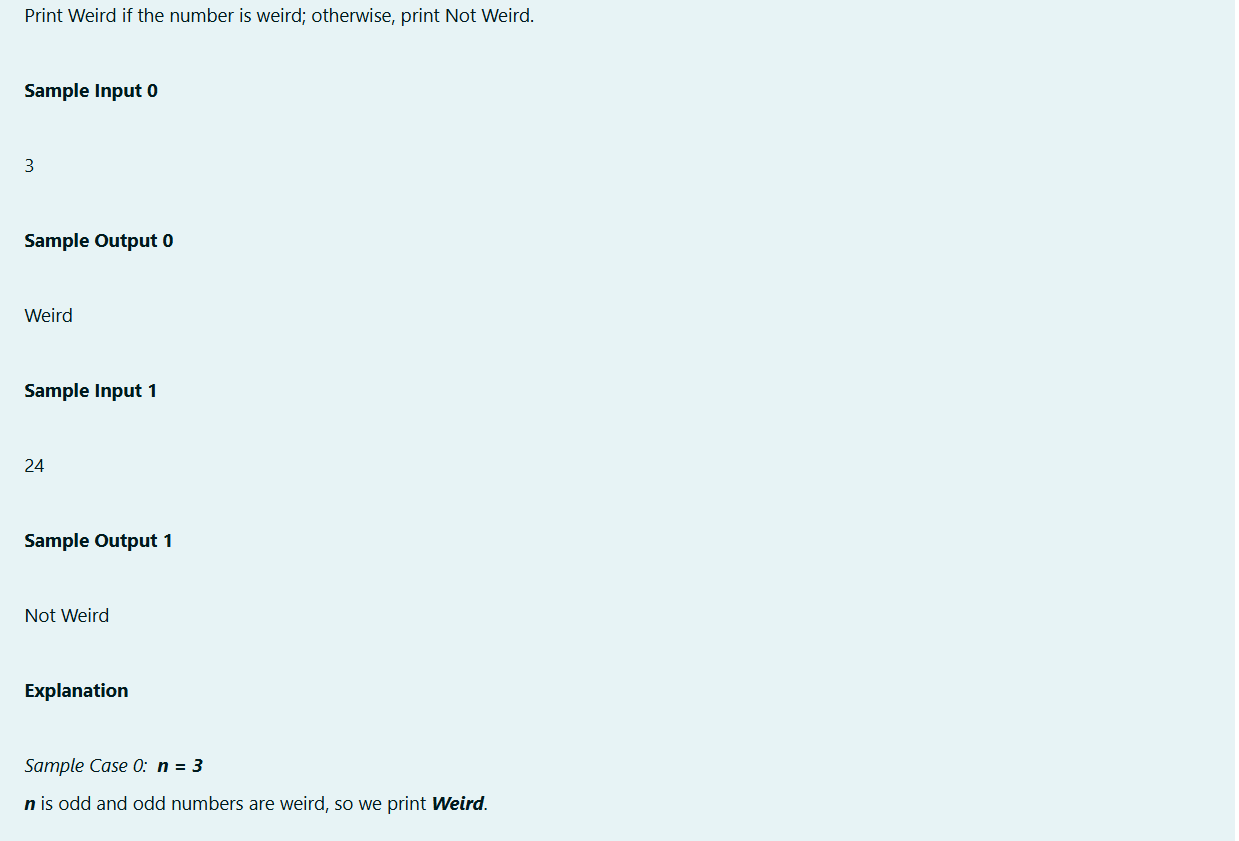 Print Weird if the number is weird; otherwise, print Not Weird.
Sample Input 0
3
Sample Output 0
Weird
Sample Input 1
24
Sample Output 1
Not Weird
Explanation
Sample Case 0: n = 3
n is odd and odd numbers are weird, so we print Weird.